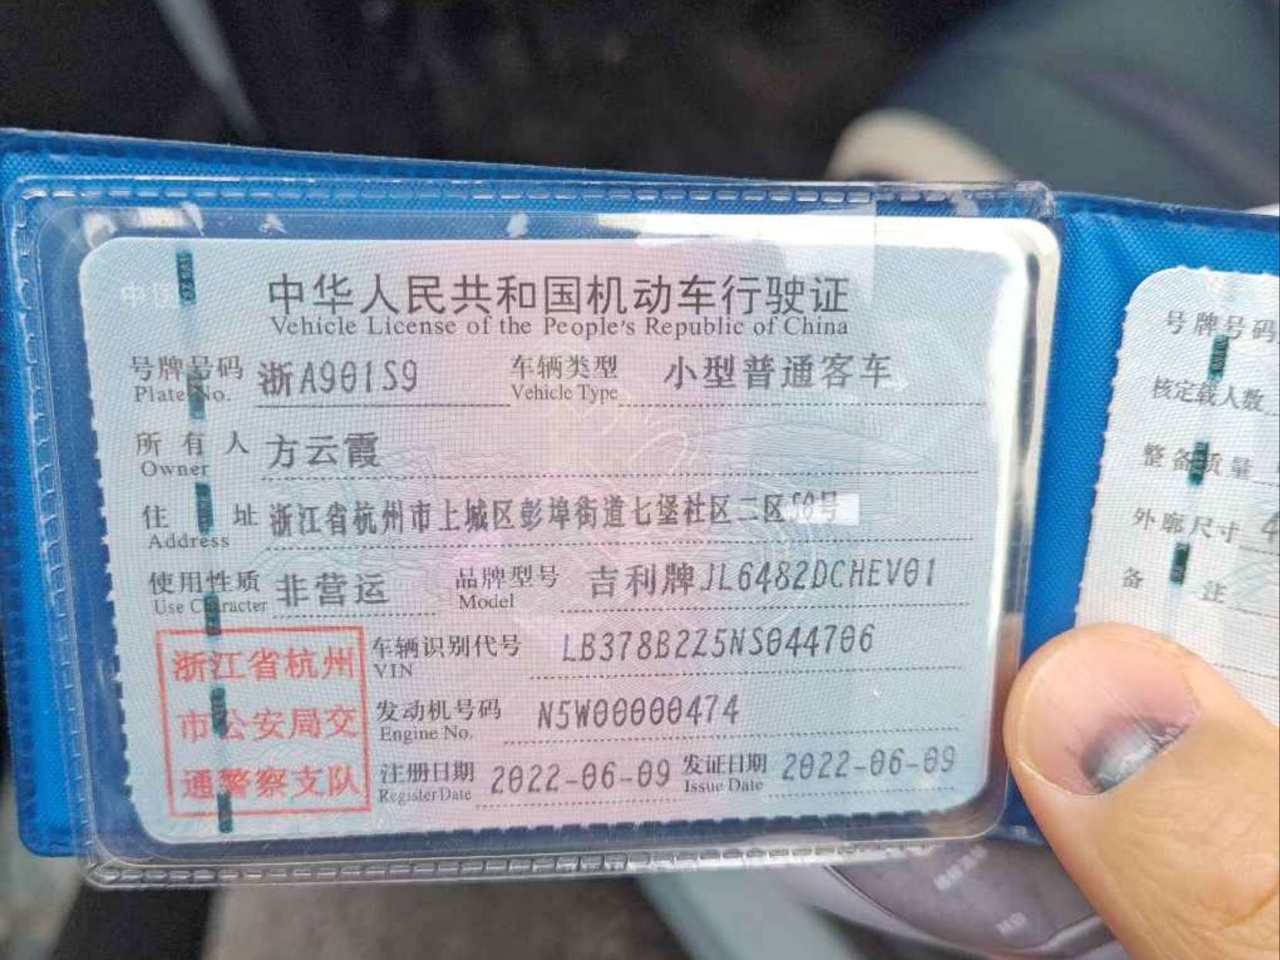 中华人民共和国机动车行驶证
Vehicle License of the People's Republic of China
号牌号码 浙A901S9 车辆类型 小型普通客车
Plate No. Vehicle Type
所有人 方云霞
Owner
住址 浙江省杭州市上城区彭埠街道七堡社区二区50号
Address
使用性质 非营运 品牌型号 吉利牌JL6482DCHEV01
Use Character Model
浙江省杭州
市公安局交
通警察支队
车辆识别代号 LB378B2Z5NS044706
VIN
发动机号码 N5W00000474
Engine No.
注册日期 2022-06-09 发证日期 2022-06-09
Register Date Issue Date
号牌号码
核定载人数
整备质量
外廓尺寸 4
备注